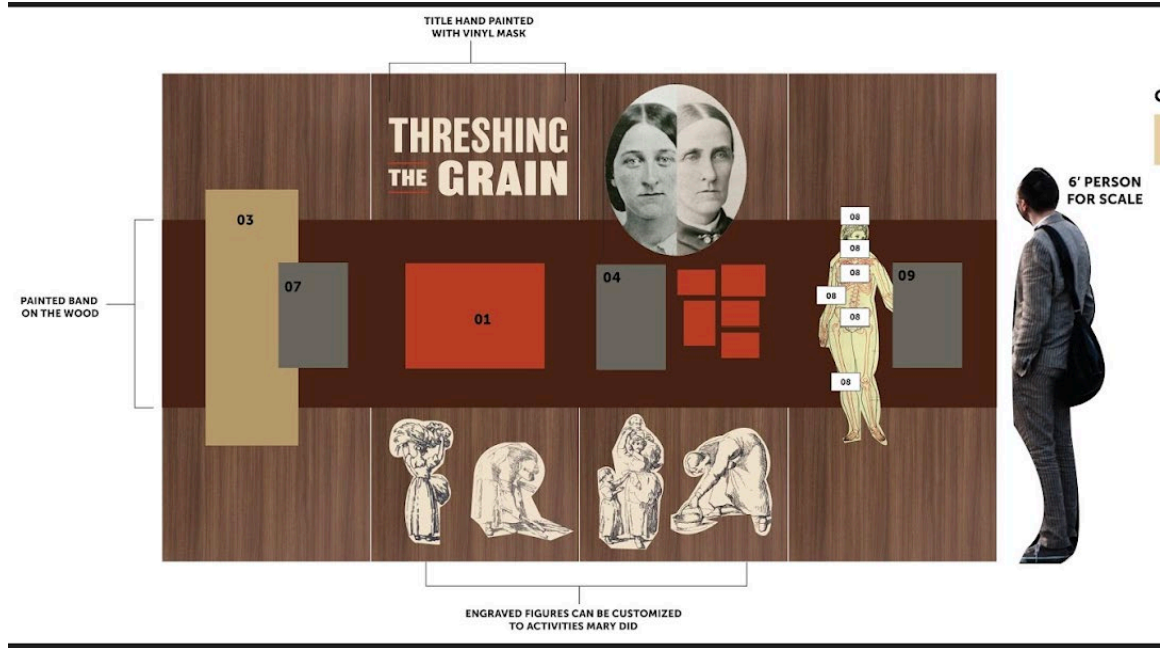 TITLE HAND PAINTED
WITH VINYL MASK
THRESHING
THE GRAIN
6' PERSON
FOR SCALE
PAINTED BAND
ON THE WOOD
03
07
01
04
08
08
08
08
08
08
09
ENGRAVED FIGURES CAN BE CUSTOMIZED
TO ACTIVITIES MARY DID